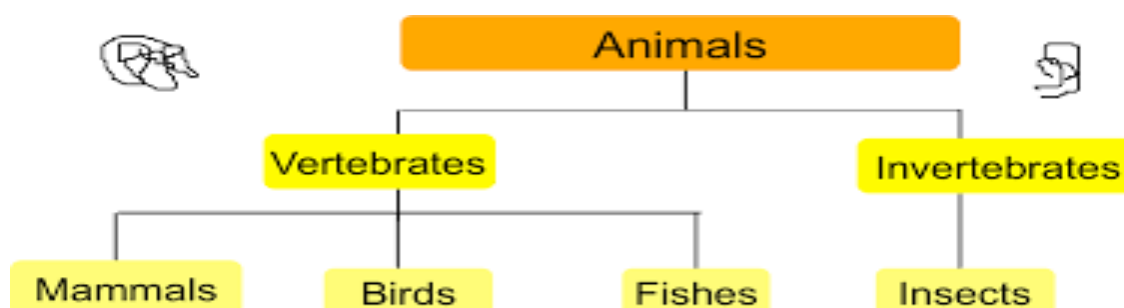 Animals
Vertebrates
Invertebrates
Mammals
Birds
Fishes
Insects